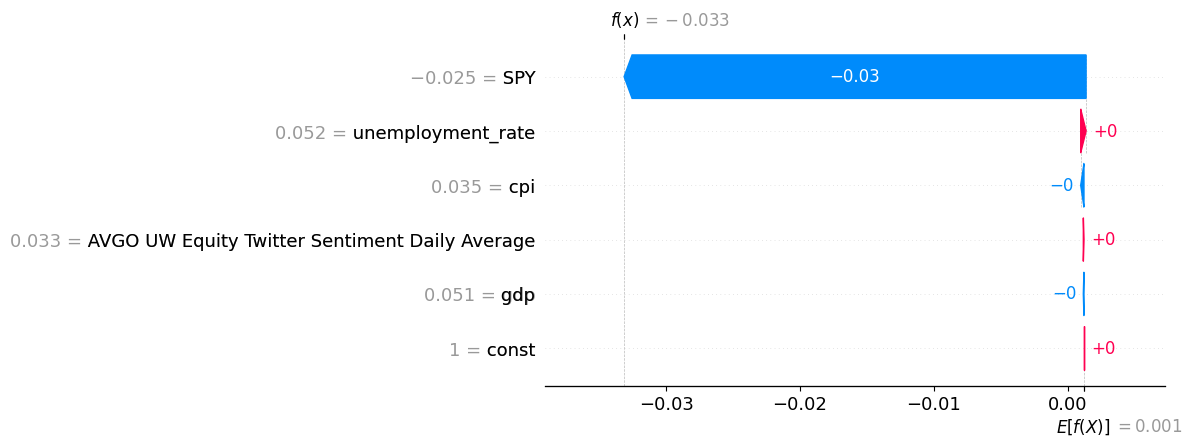 f(x) = −0.033
−0.025 = SPY
−0.03
0.052 = unemployment_rate
+0
0.035 = cpi
−0
0.033 = AVGO UW Equity Twitter Sentiment Daily Average
+0
0.051 = gdp
−0
1 = const
+0
−0.03 −0.02 −0.01 0.00
E[f(X)] = 0.001